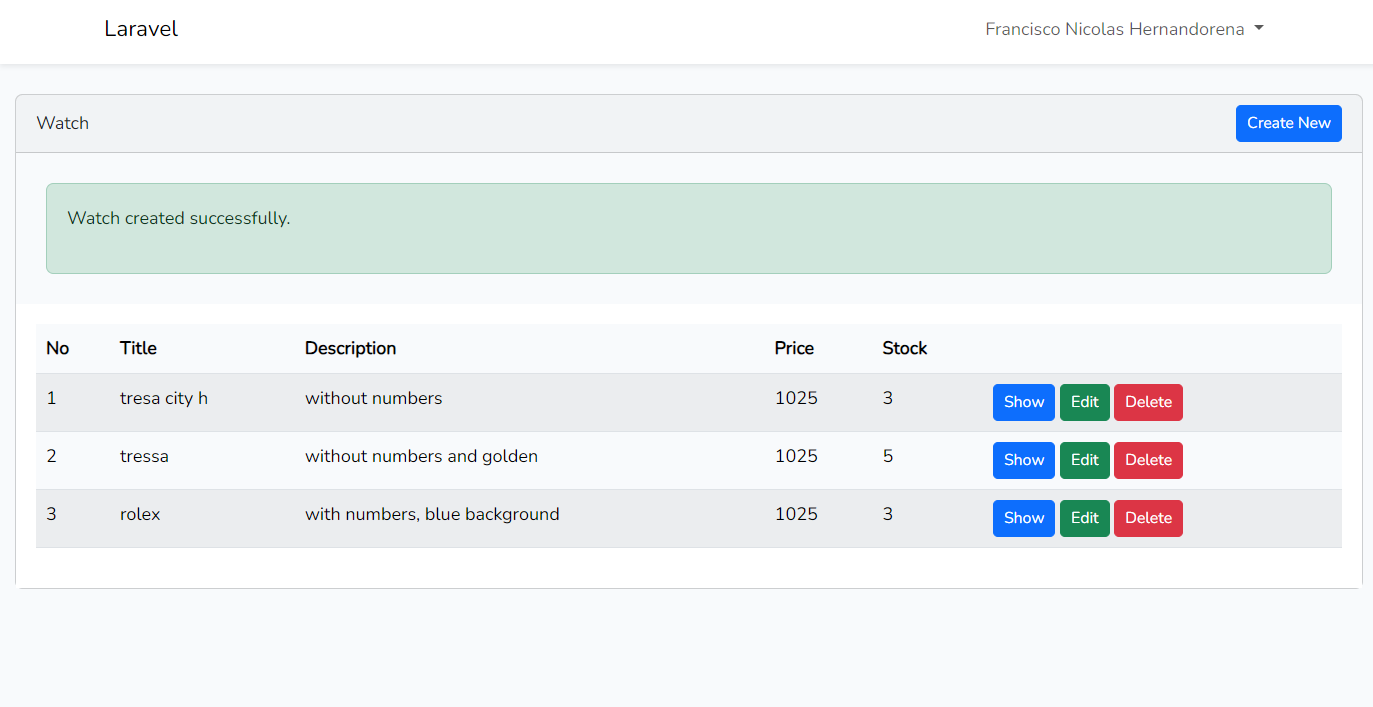 Laravel Francisco Nicolas Hernandorena
Watch Create New
Watch created successfully.
No Title Description Price Stock
1 tresa city h without numbers 1025 3 Show Edit Delete
2 tressa without numbers and golden 1025 5 Show Edit Delete
3 rolex with numbers, blue background 1025 3 Show Edit Delete